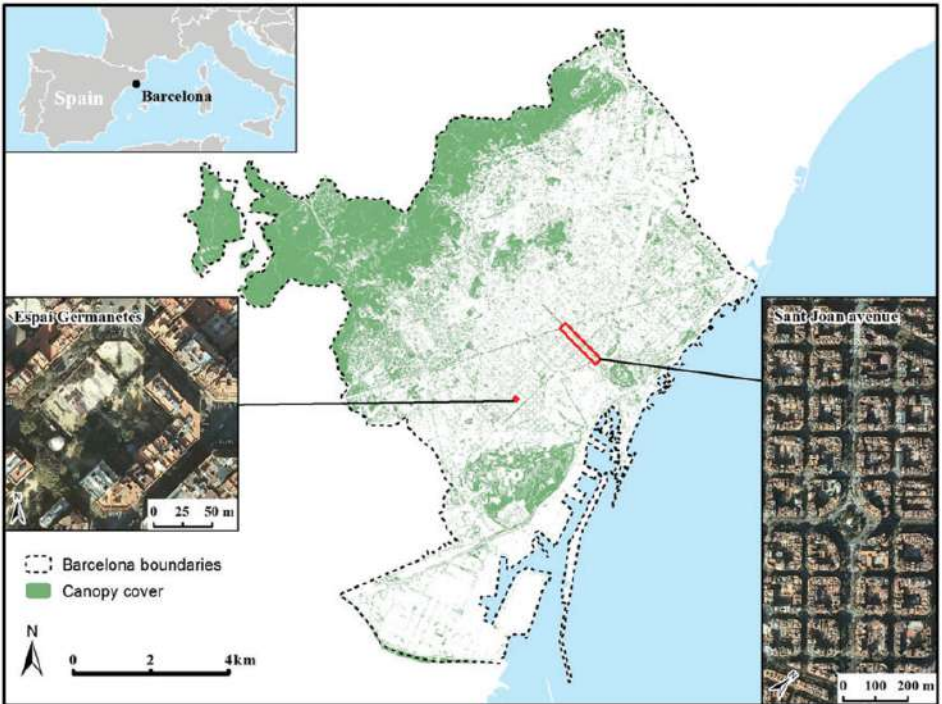 Spain
Barcelona
Espai Germanetes
N
0 25 50 m
Sant Joan avenue
0 100 200 m
Barcelona boundaries
Canopy cover
N
0 2 4km